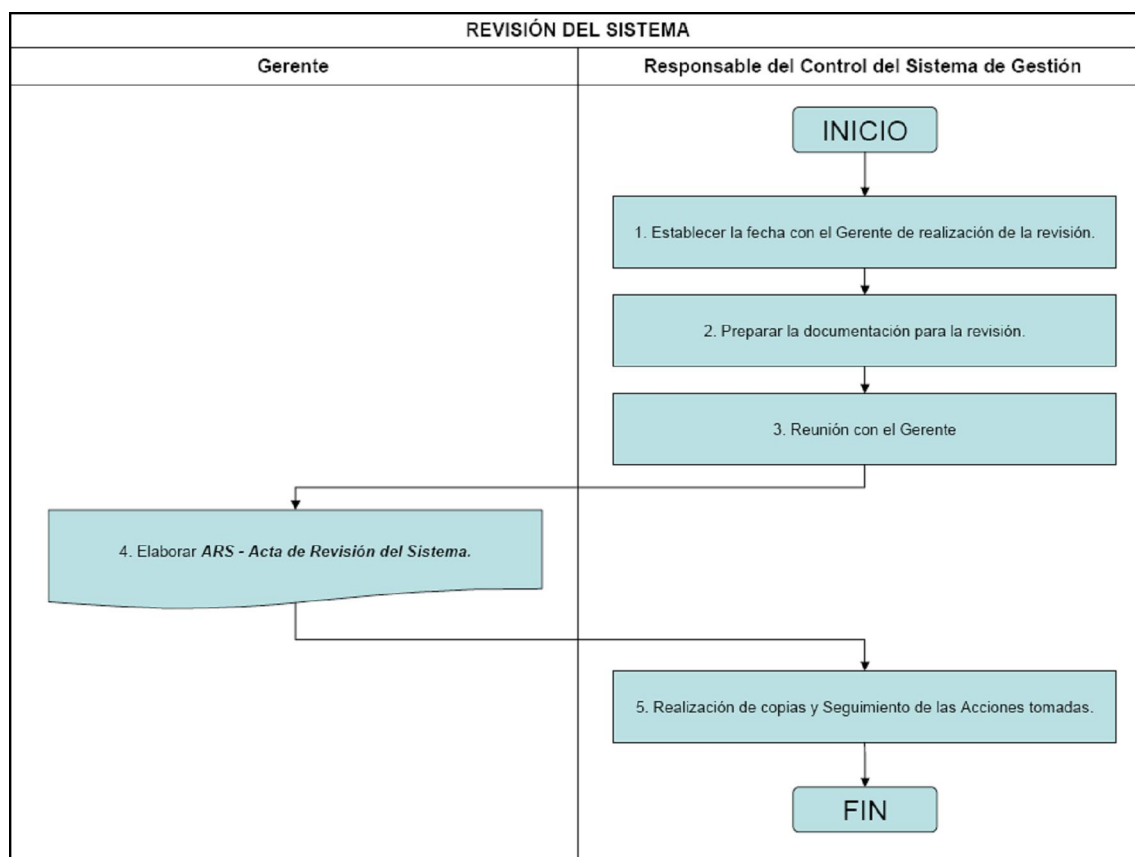 REVISIÓN DEL SISTEMA
Gerente
Responsable del Control del Sistema de Gestión
INICIO
1. Establecer la fecha con el Gerente de realización de la revisión.
2. Preparar la documentación para la revisión.
3. Reunión con el Gerente
4. Elaborar ARS - Acta de Revisión del Sistema.
5. Realización de copias y Seguimiento de las Acciones tomadas.
FIN